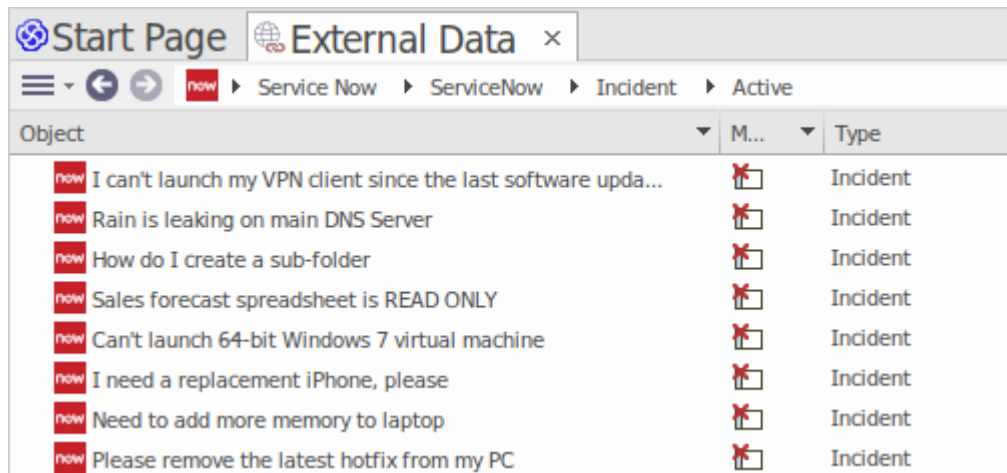 Start Page External Data ×
now Service Now ServiceNow Incident Active
Object M... Type
now I can't launch my VPN client since the last software upda... Incident
now Rain is leaking on main DNS Server Incident
now How do I create a sub-folder Incident
now Sales forecast spreadsheet is READ ONLY Incident
now Can't launch 64-bit Windows 7 virtual machine Incident
now I need a replacement iPhone, please Incident
now Need to add more memory to laptop Incident
now Please remove the latest hotfix from my PC Incident